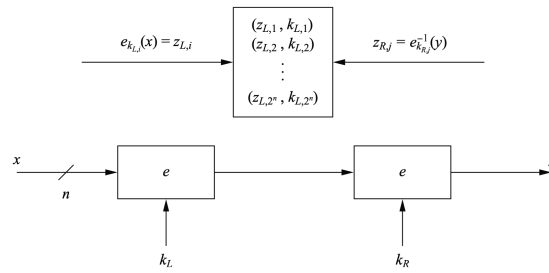 e_{k_{L,i}}(x) = z_{L,i}
(z_{L,1} , k_{L,1})
(z_{L,2} , k_{L,2})
⋮
(z_{L,2^n} , k_{L,2^n})
z_{R,j} = e^{-1}_{k_{R,j}}(y)
x
n
e
e
k_L
k_R